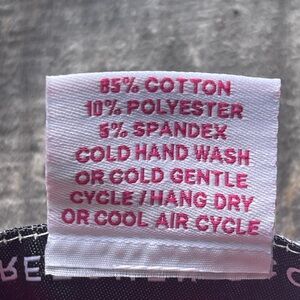 85% COTTON
10% POLYESTER
5% SPANDEX
COLD HAND WASH
OR COLD GENTLE
CYCLE / HANG DRY
OR COOL AIR CYCLE